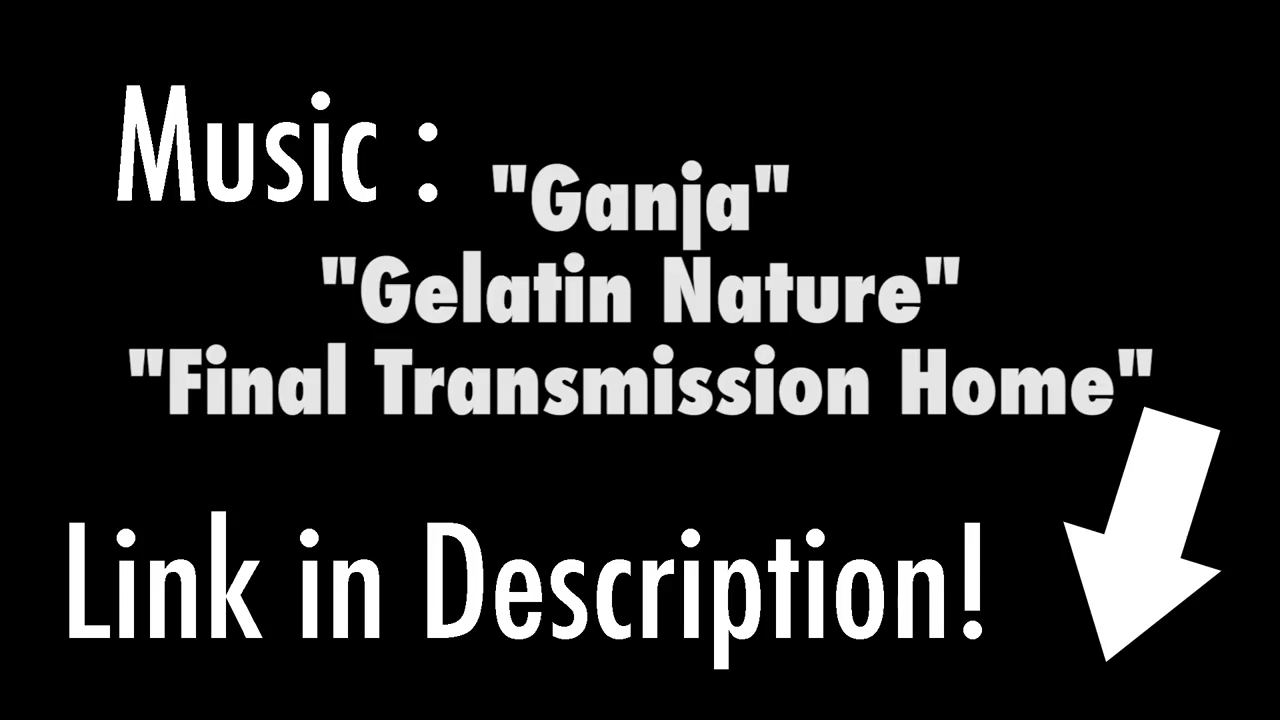 Music :
"Ganja"
"Gelatin Nature"
"Final Transmission Home"
Link in Description!